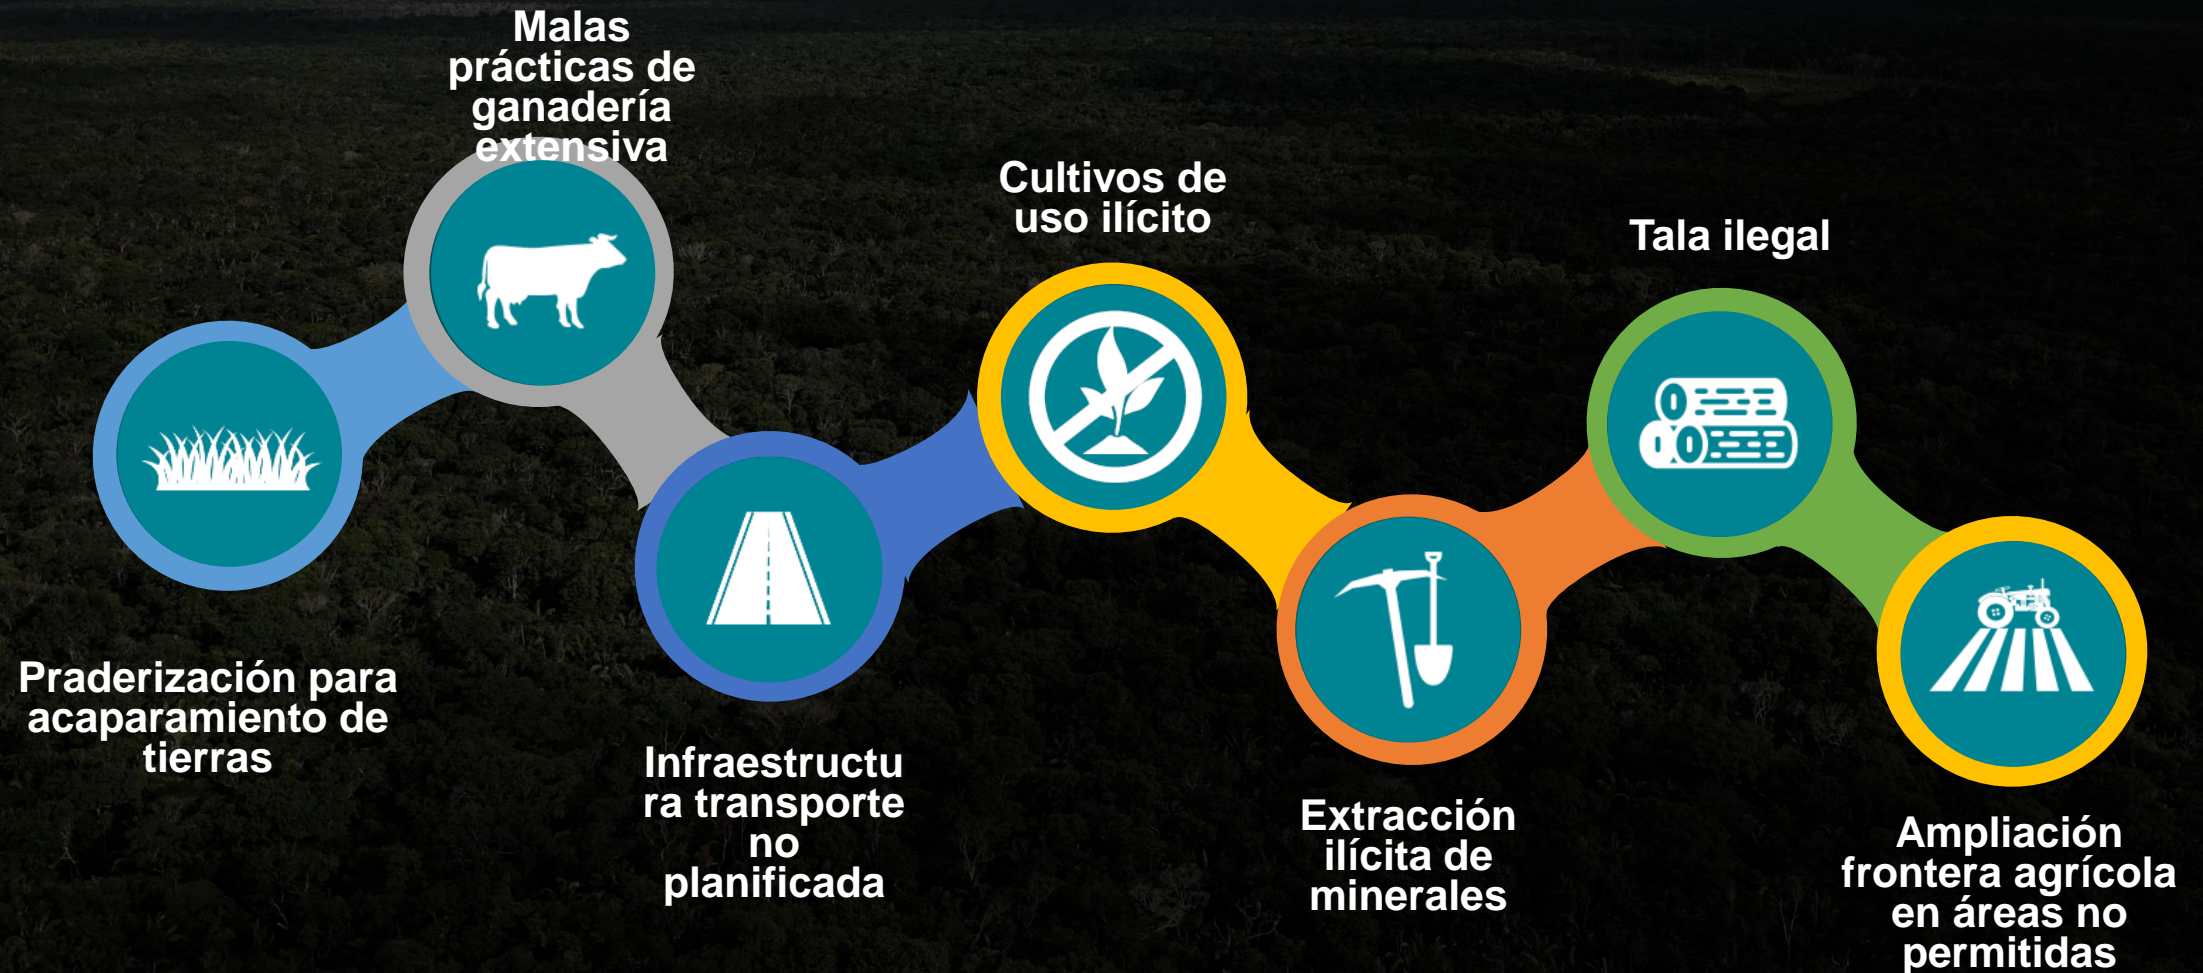 Malas
prácticas de
ganadería
extensiva
Cultivos de
uso ilícito
Tala ilegal
Praderización para
acaparamiento de
tierras
Infraestructu
ra transporte
no
planificada
Extracción
ilícita de
minerales
Ampliación
frontera agrícola
en áreas no
permitidas